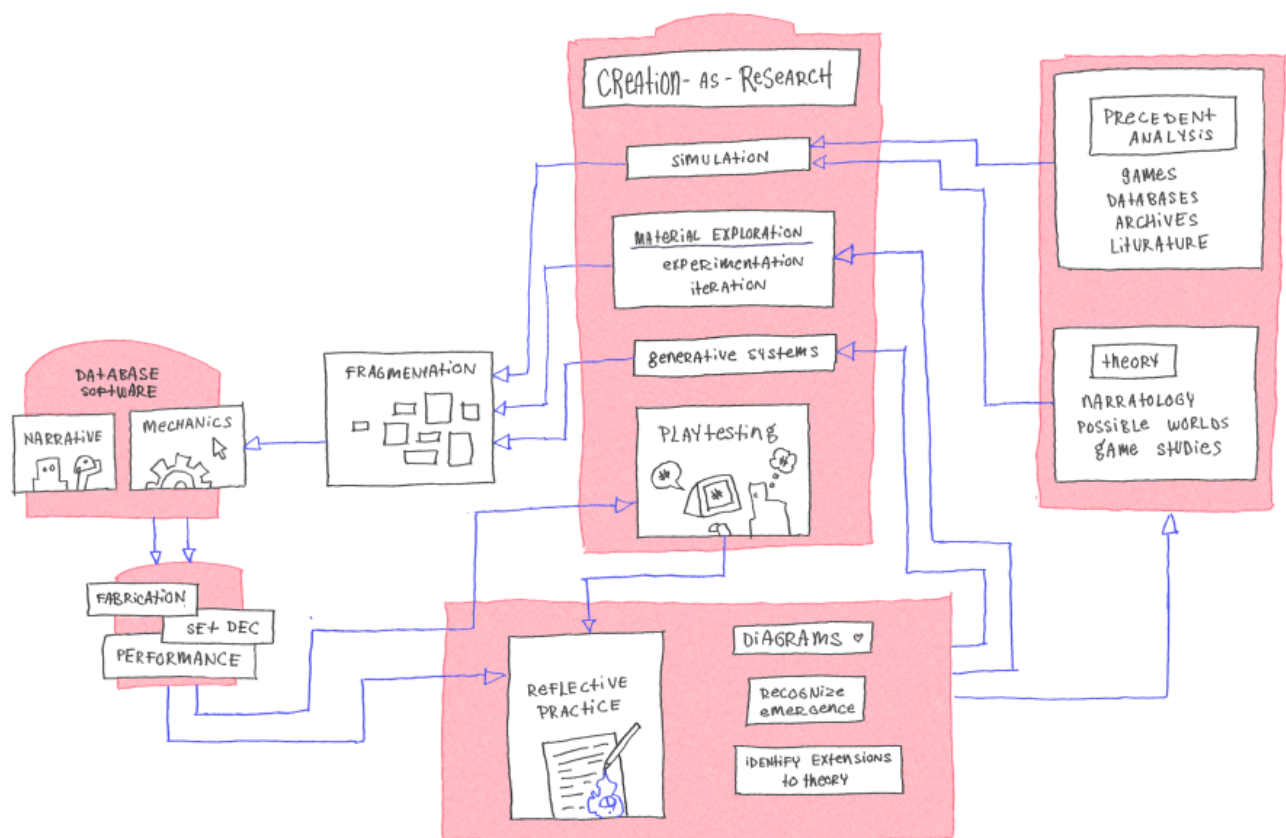 CREATION-AS-RESEARCH
SIMULATION
MATERIAL EXPLORATION
EXPERIMENTATION
ITERATION
GENERATIVE SYSTEMS
PLAYTESTING
#
#
#
PRECEDENT
ANALYSIS
GAMES
DATABASES
ARCHIVES
LITURATURE
THEORY
NARRATOLOGY
POSSIBLE WORLDS
GAME STUDIES
FRAGMENTATION
DATABASE
SOFTWARE
NARRATIVE
MECHANICS
FABRICATION
SET DEC
PERFORMANCE
REFLECTIVE
PRACTICE
DIAGRAMS ♥
RECOGNIZE
EMERGENCE
IDENTIFY EXTENSIONS
TO THEORY